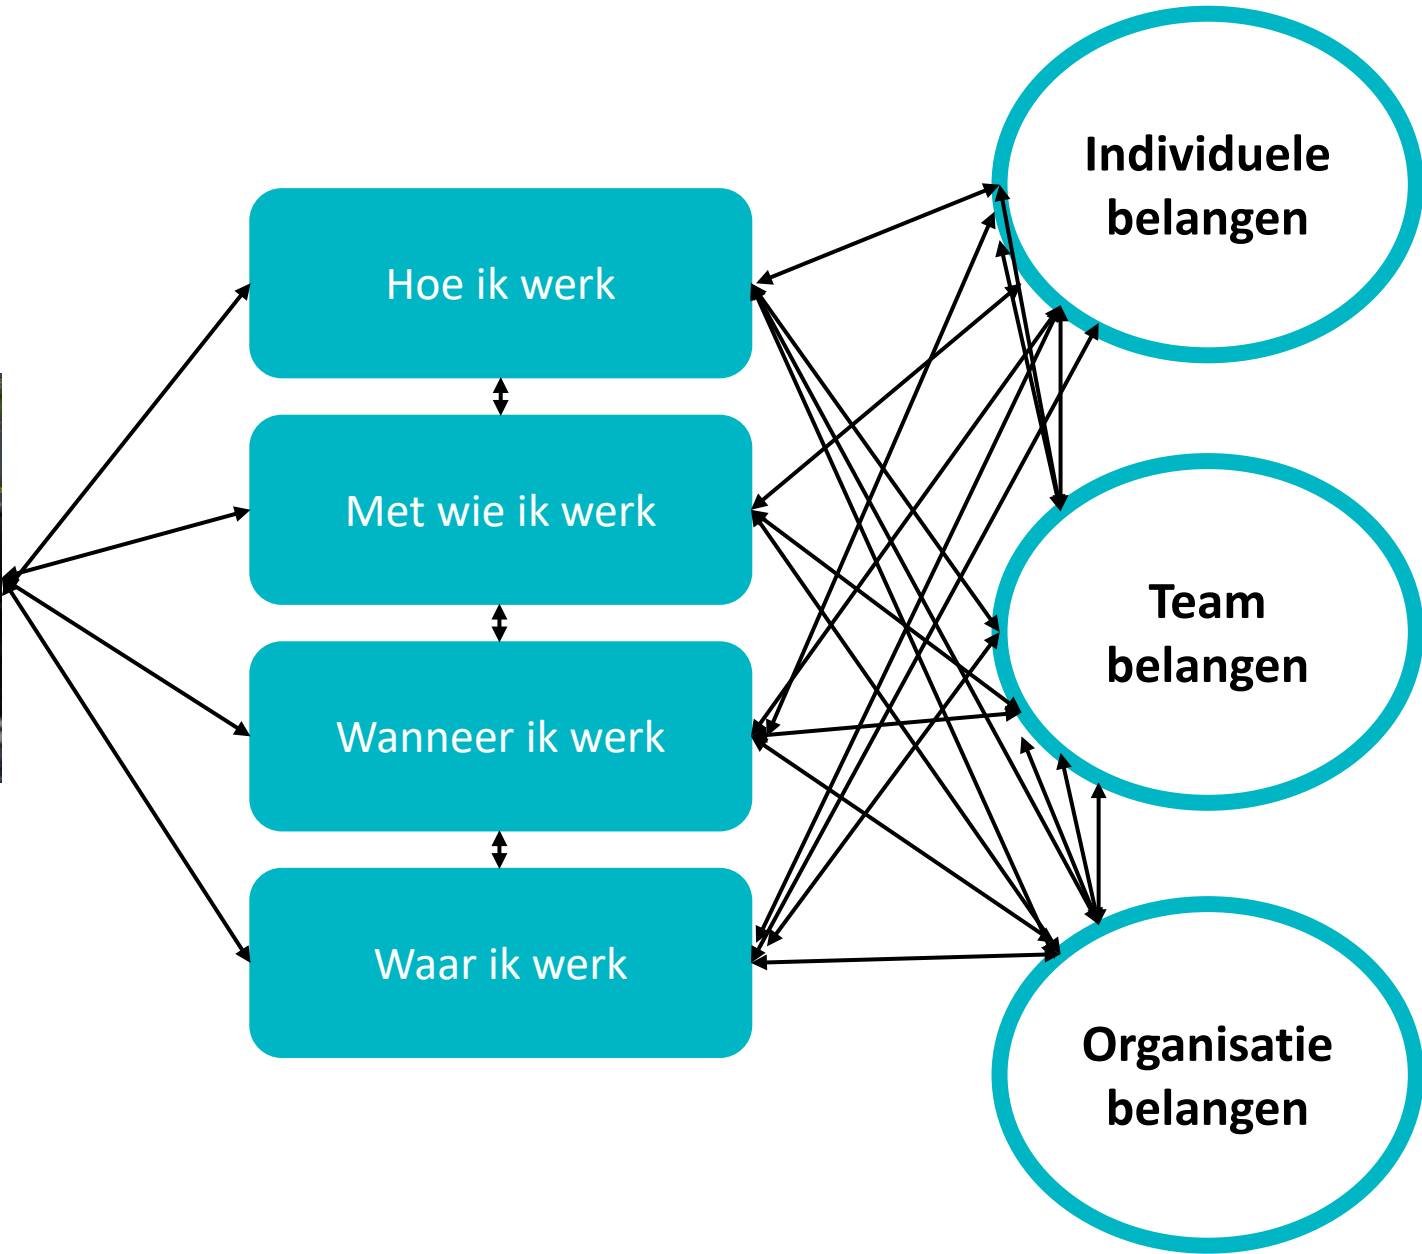 Individuele
belangen
Hoe ik werk
Met wie ik werk
Team
belangen
Wanneer ik werk
Waar ik werk
Organisatie
belangen